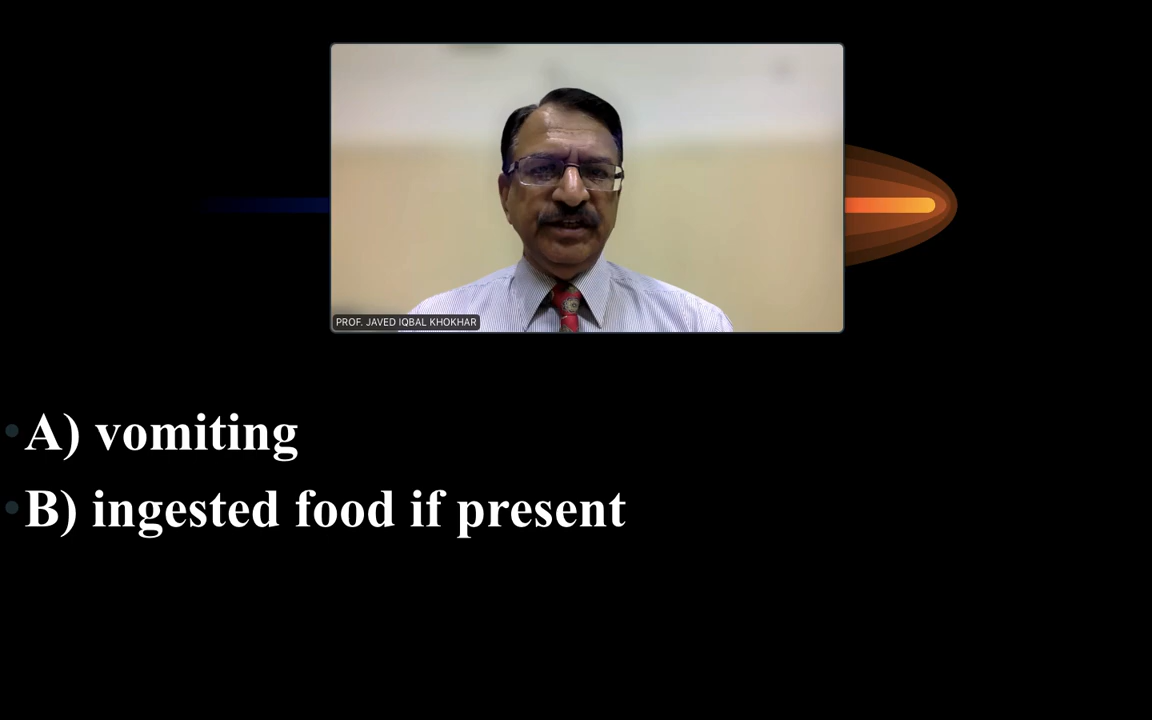 PROF. JAVED IQBAL KHOKHAR
• A) vomiting
• B) ingested food if present